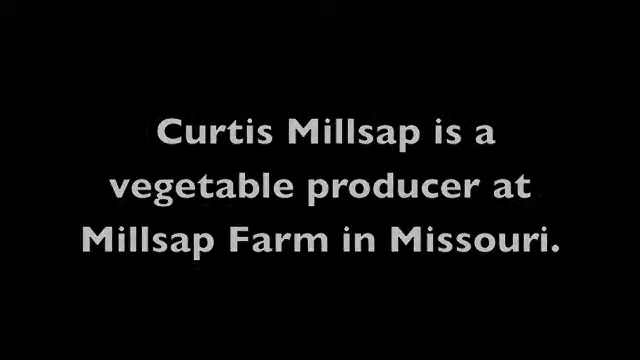 Curtis Millsap is a
vegetable producer at
Millsap Farm in Missouri.